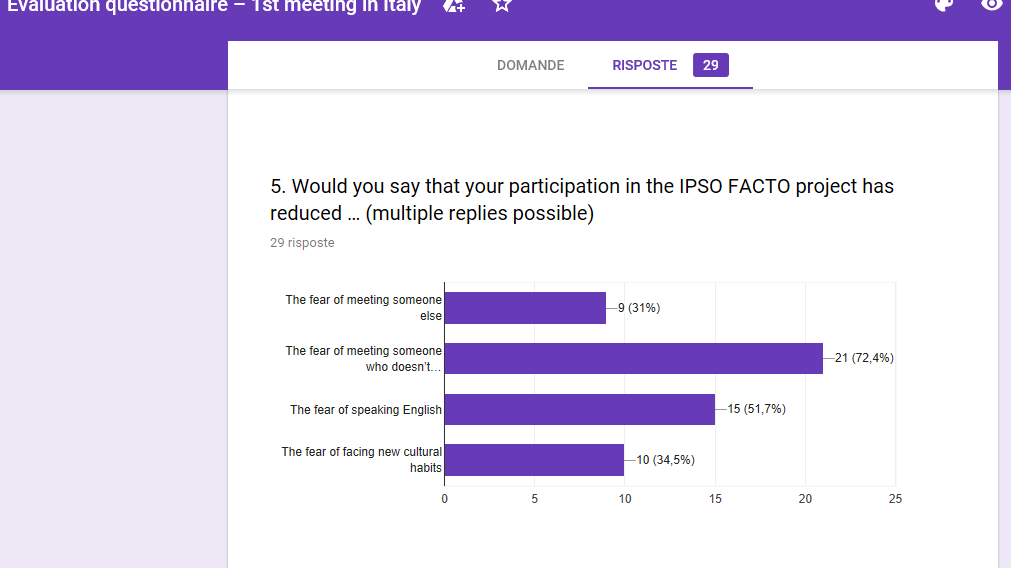 Evaluation questionnaire – 1st meeting in Italy
DOMANDE
RISPOSTE
29
5. Would you say that your participation in the IPSO FACTO project has
reduced ... (multiple replies possible)
29 risposte
The fear of meeting someone
else
9 (31%)
The fear of meeting someone
who doesn't…
21 (72,4%)
The fear of speaking English
15 (51,7%)
The fear of facing new cultural
habits
10 (34,5%)
0
5
10
15
20
25